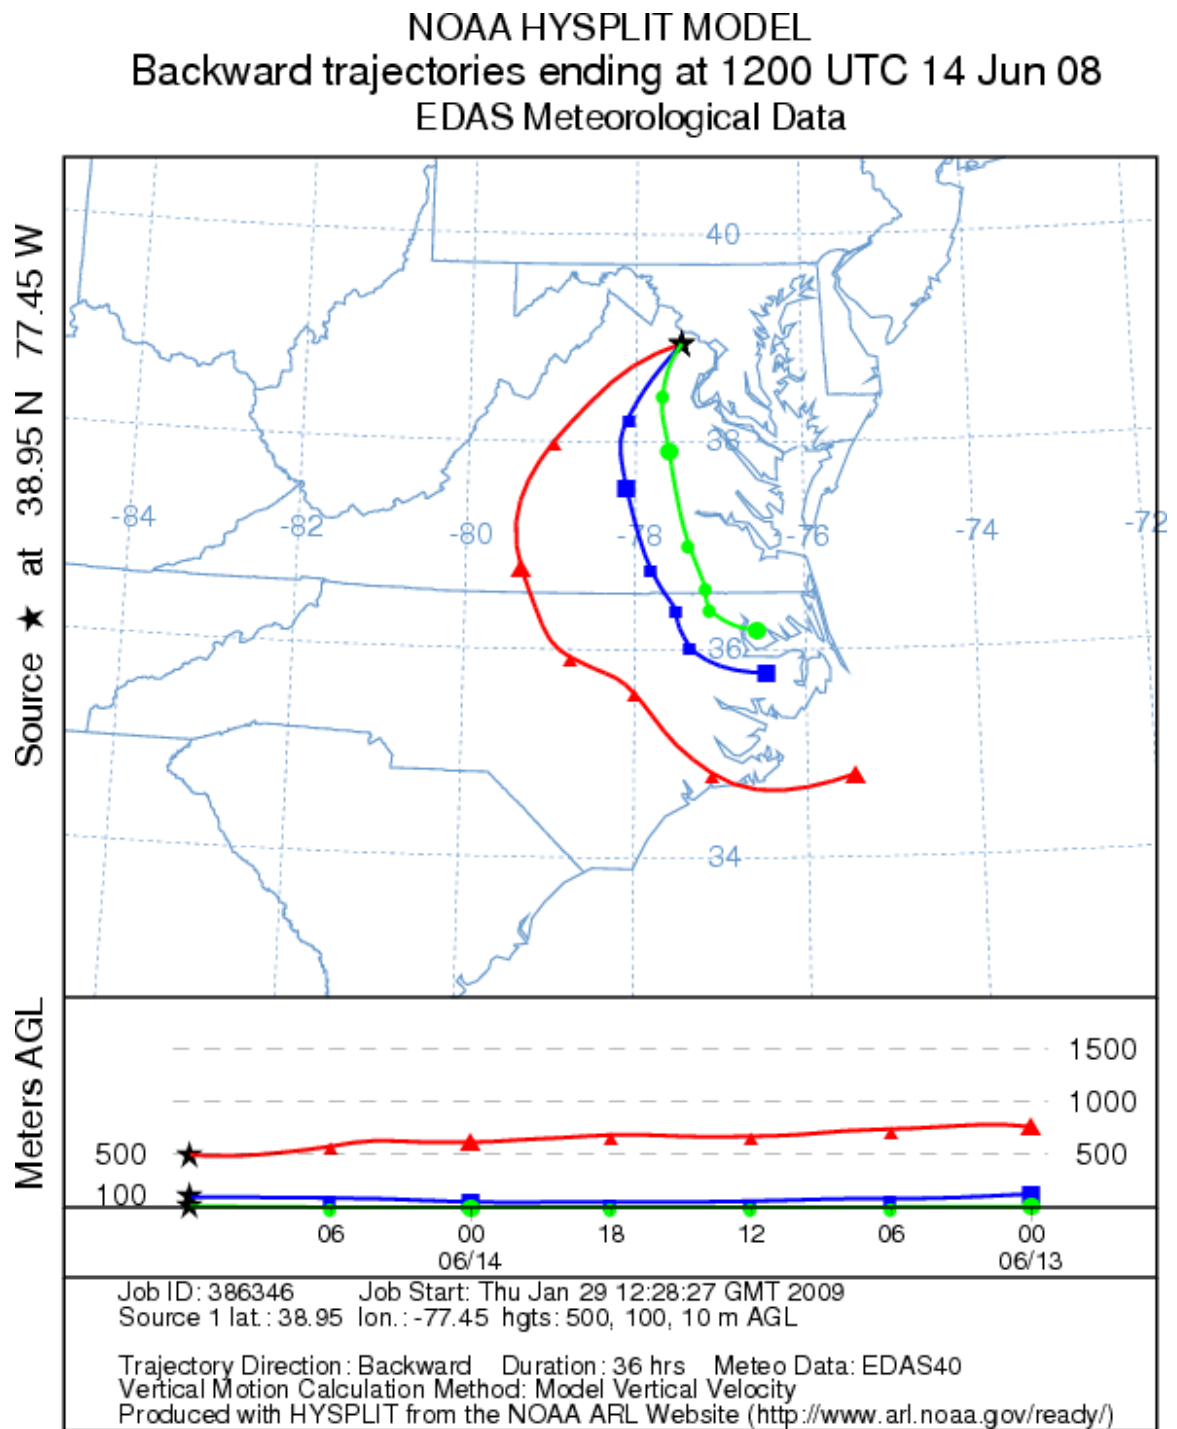 NOAA HYSPLIT MODEL
Backward trajectories ending at 1200 UTC 14 Jun 08
EDAS Meteorological Data
Source ★ at 38.95 N 77.45 W
40
38
-84
-82
-80
-78
-76
-74
-72
36
34
Meters AGL
1500
1000
500
500
100
06
00
18
12
06
00
06/14
06/13
Job ID: 386346 Job Start: Thu Jan 29 12:28:27 GMT 2009
Source 1 lat.: 38.95 lon.: -77.45 hgts: 500, 100, 10 m AGL
Trajectory Direction: Backward Duration: 36 hrs Meteo Data: EDAS40
Vertical Motion Calculation Method: Model Vertical Velocity
Produced with HYSPLIT from the NOAA ARL Website (http://www.arl.noaa.gov/ready/)